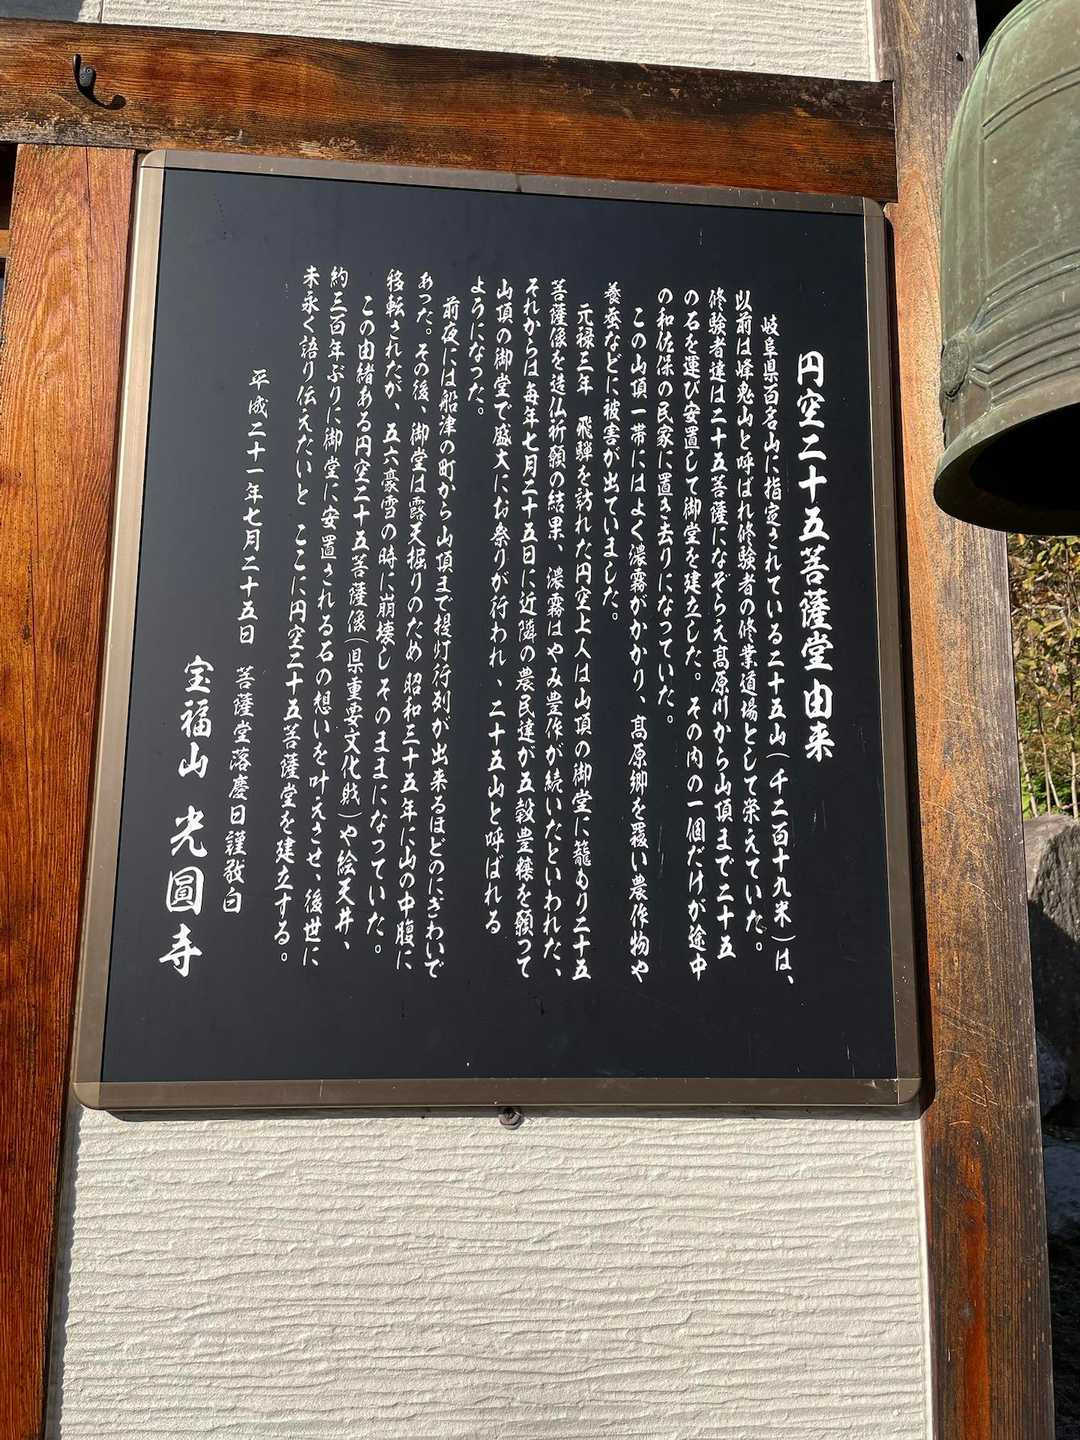 円空二十五菩薩堂由来
岐阜県百名山に指定されている二十五山（千二百十九米）は、
以前は峰兎山と呼ばれ修験者の修業道場として栄えていた。
修験者達は二十五菩薩になぞらえ高原川から山頂まで二十五
の石を運び安置して御堂を建立した。その内の一個だけが途中
の和佐保の民家に置き去りになっていた。
この山頂一帯にはよく濃霧がかかり、高原郷を覆い農作物や
養蚕などに被害が出ていました。
元禄三年　飛騨を訪れた円空上人は山頂の御堂に籠もり二十五
菩薩像を造仏祈願の結果、濃霧はやみ豊作が続いたといわれた、
それからは毎年七月二十五日に近隣の農民達が五穀豊穣を願って
山頂の御堂で盛大にお祭りが行われ、二十五山と呼ばれる
ようになった。
前夜には船津の町から山頂まで提灯行列が出来るほどのにぎわいで
あった。その後、御堂は露天掘りのため　昭和三十五年に山の中腹に
移転されたが、五六豪雪の時に崩壊しそのままになっていた。
この由緒ある円空二十五菩薩像（県重要文化財）や絵天井、
約三百年ぶりに御堂に安置される石の想いを叶えさせ、後世に
末永く語り伝えたいと　ここに円空二十五菩薩堂を建立する。
平成二十一年七月二十五日　菩薩堂落慶日謹敬白
宝福山　光圓寺